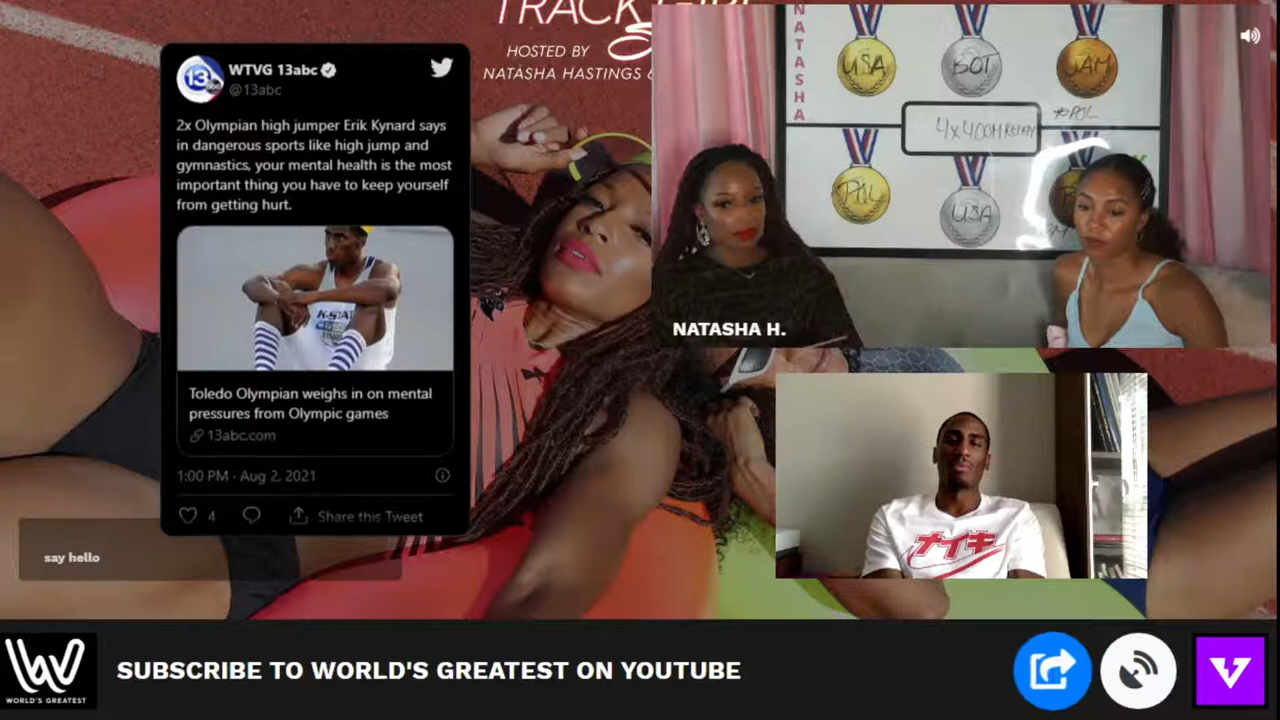 TRACK GIRL
HOSTED BY
NATASHA HASTINGS &
WTVG 13abc
@13abc
13
2x Olympian high jumper Erik Kynard says
in dangerous sports like high jump and
gymnastics, your mental health is the most
important thing you have to keep yourself
from getting hurt.
K-STATE
Toledo Olympian weighs in on mental
pressures from Olympic games
13abc.com
1:00 PM · Aug 2, 2021
4
Share this Tweet
say hello
NATASHA
USA
BOT
JAM
*POL
4x400M RELAY
POL
USA
NATASHA H.
ナイキ
WORLD'S GREATEST
SUBSCRIBE TO WORLD'S GREATEST ON YOUTUBE